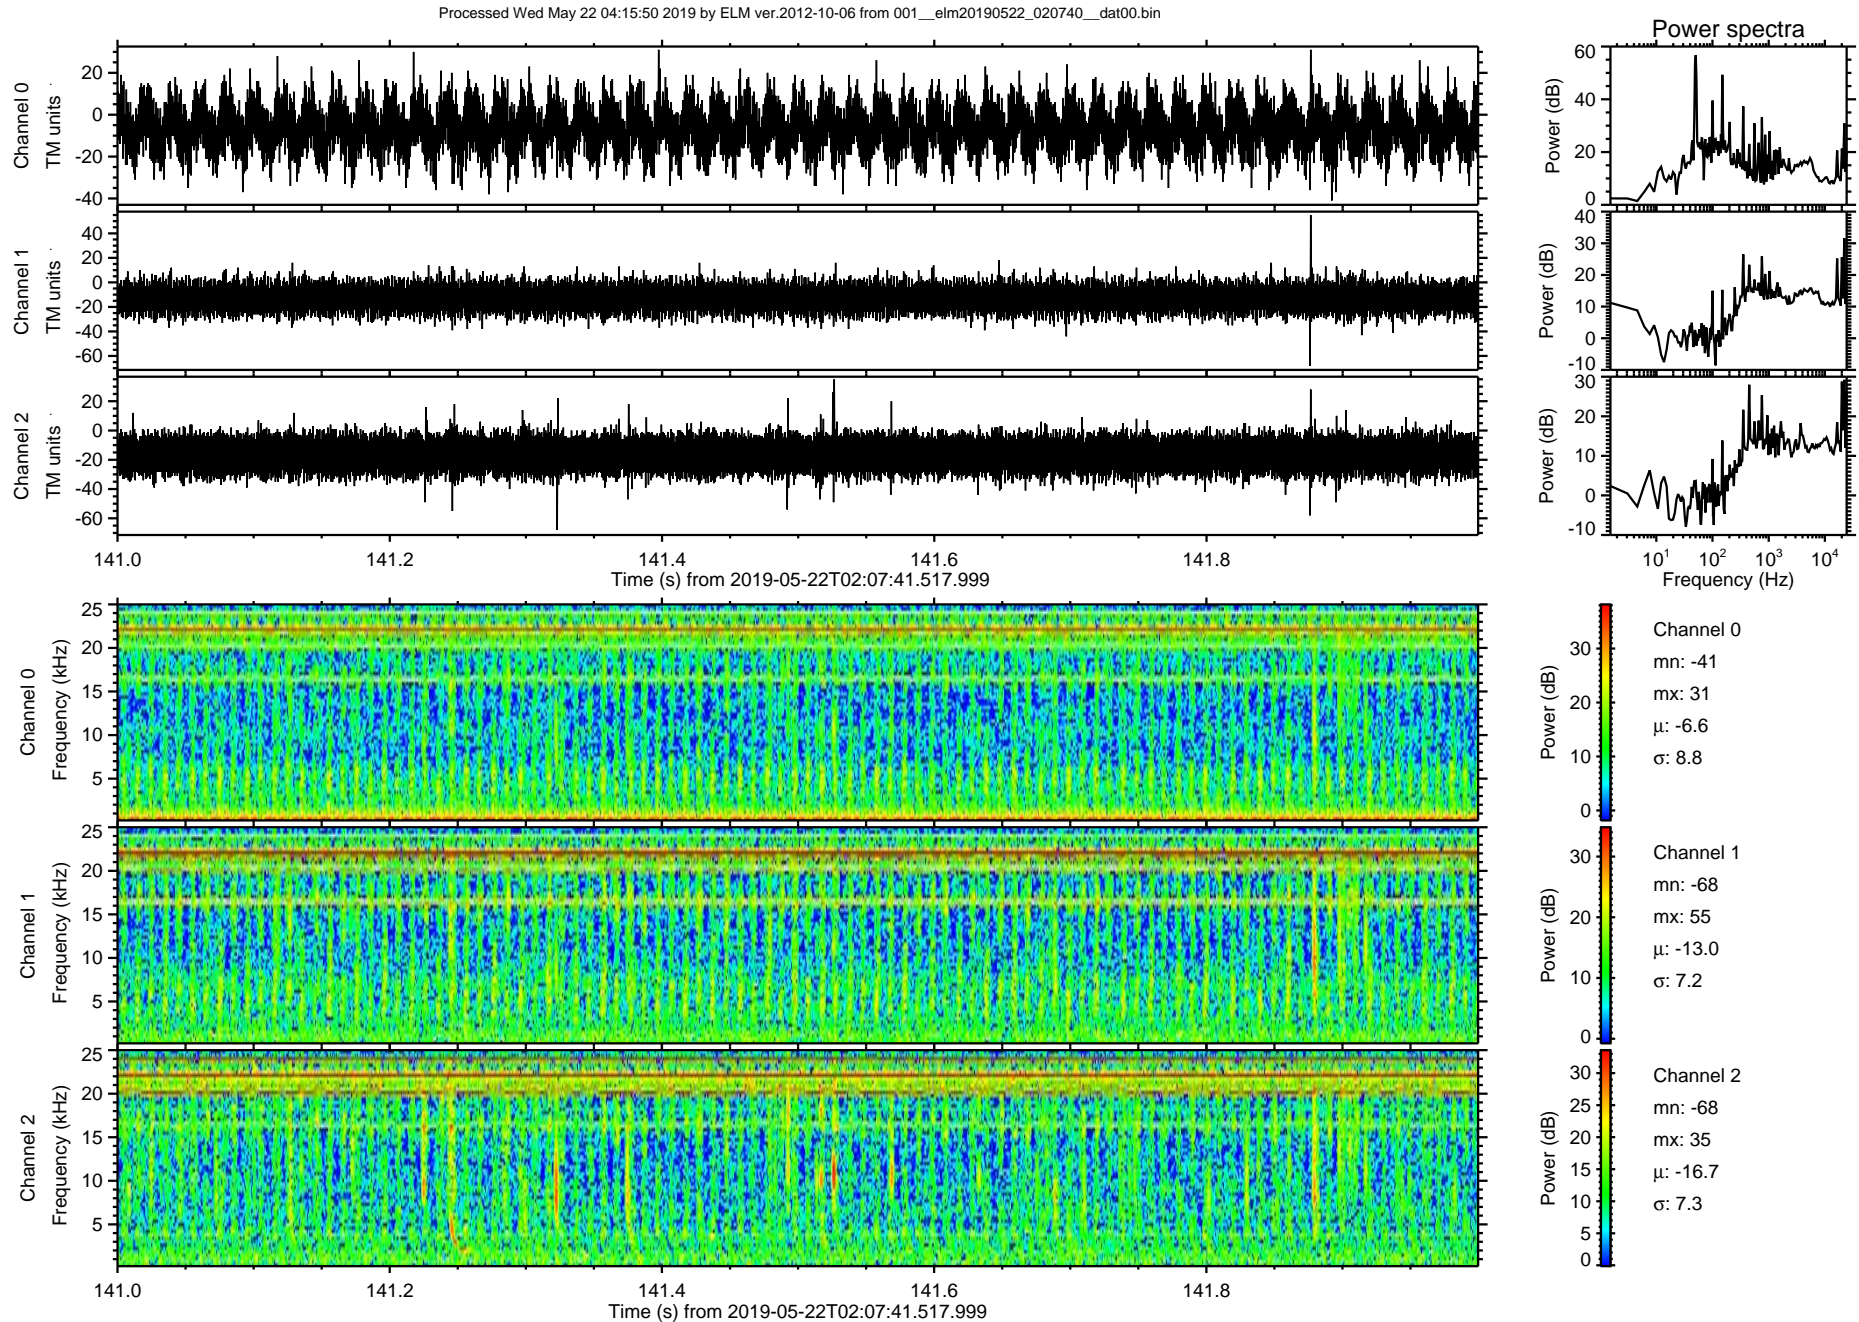 Processed Wed May 22 04:15:50 2019 by ELM ver.2012-10-06 from 001__elm20190522_020740__dat00.bin
Power spectra
Channel 0
TM units
20
0
-20
-40
Power (dB)
60
40
20
0
Channel 1
TM units
40
20
0
-20
-40
-60
Power (dB)
40
30
20
10
0
-10
Channel 2
TM units
20
0
-20
-40
-60
Power (dB)
30
20
10
0
-10
141.0 141.2 141.4 141.6 141.8
Time (s) from 2019-05-22T02:07:41.517.999
10¹ 10² 10³ 10⁴
Frequency (Hz)
Channel 0
Frequency (kHz)
25
20
15
10
5
Power (dB)
30
20
10
0
Channel 0
mn: -41
mx: 31
μ: -6.6
σ: 8.8
Channel 1
Frequency (kHz)
25
20
15
10
5
Power (dB)
30
20
10
0
Channel 1
mn: -68
mx: 55
μ: -13.0
σ: 7.2
Channel 2
Frequency (kHz)
25
20
15
10
5
Power (dB)
30
25
20
15
10
5
0
Channel 2
mn: -68
mx: 35
μ: -16.7
σ: 7.3
141.0 141.2 141.4 141.6 141.8
Time (s) from 2019-05-22T02:07:41.517.999